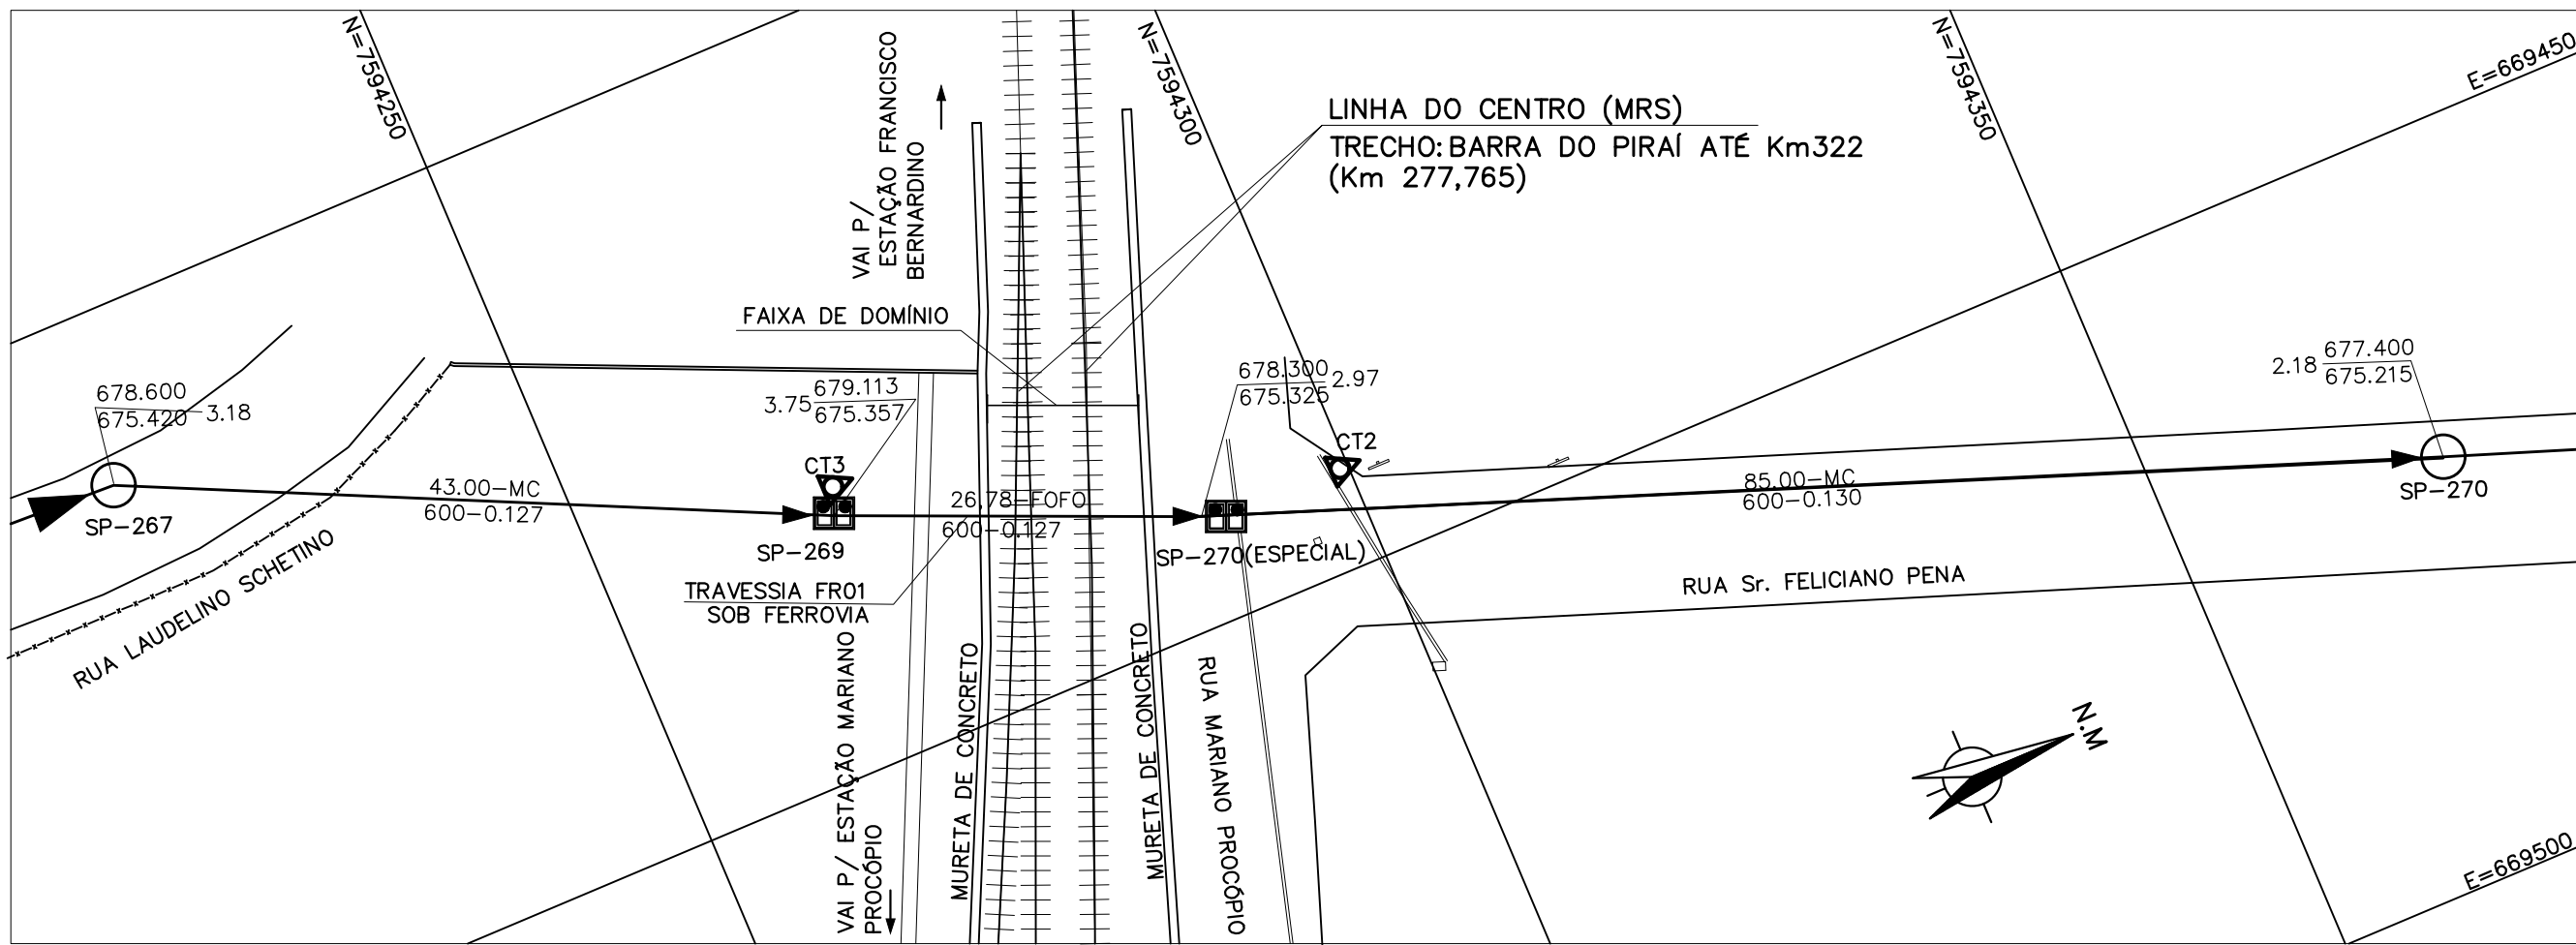 N=7594250
N=7594300
N=7594350
E=669450
VAI P/
ESTAÇÃO FRANCISCO
BERNARDINO
LINHA DO CENTRO (MRS)
TRECHO: BARRA DO PIRAÍ ATÉ Km322
(Km 277,765)
FAIXA DE DOMÍNIO
678.600
675.420
3.18
679.113
3.75
675.357
678.300
2.97
675.325
677.400
2.18
675.215
CT3
CT2
43.00-MC
600-0.127
26,78-FOFO
600-0.127
85.00-MC
600-0.130
SP-267
SP-269
SP-270(ESPECIAL)
SP-270
RUA LAUDELINO SCHETINO
TRAVESSIA FR01
SOB FERROVIA
RUA Sr. FELICIANO PENA
VAI P/ ESTAÇÃO MARIANO
PROCÓPIO
MURETA DE CONCRETO
MURETA DE CONCRETO
RUA MARIANO PROCÓPIO
N.M
E=669500